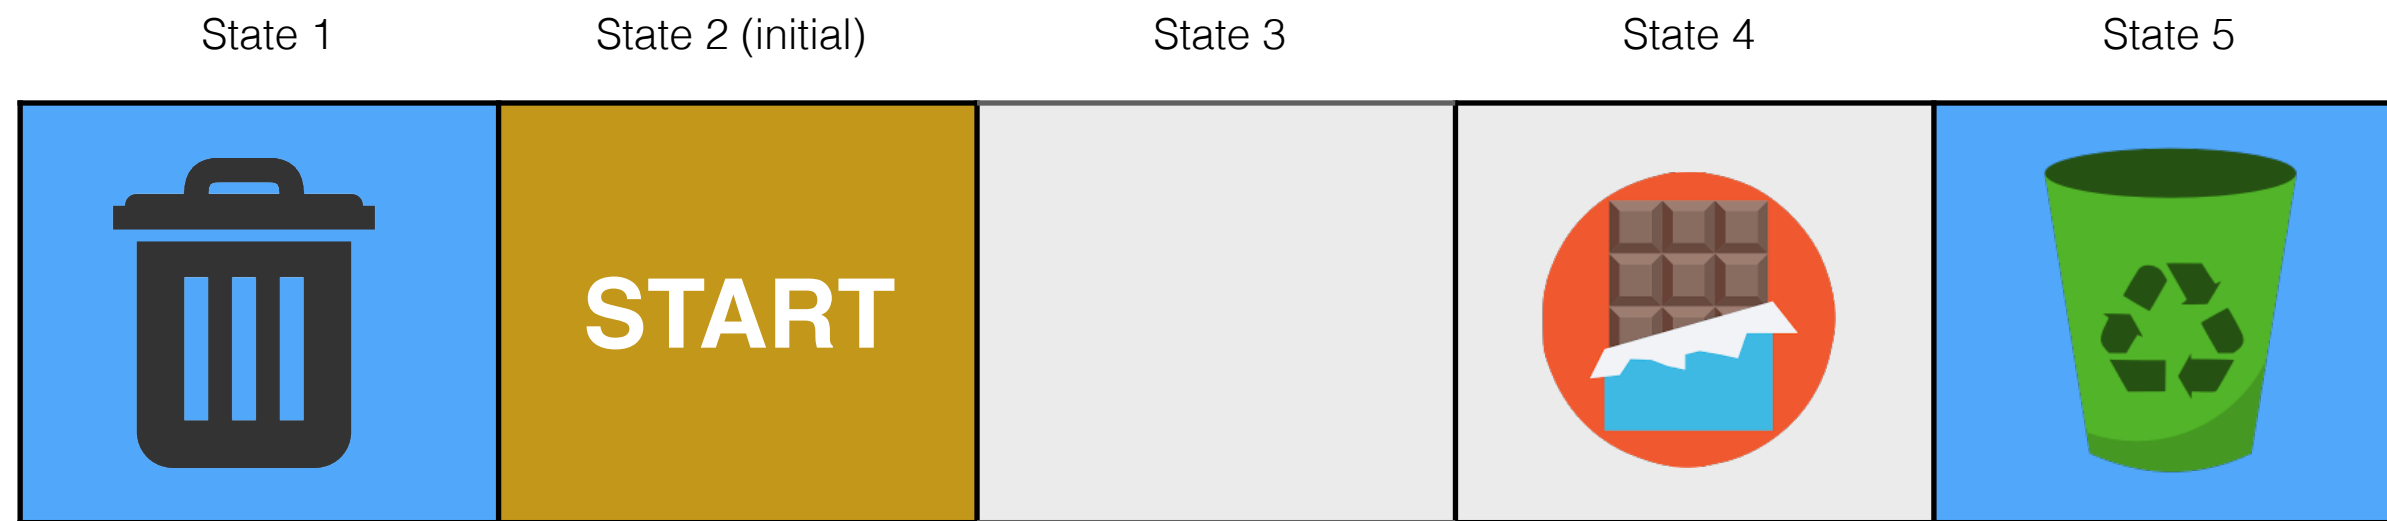 State 1
State 2 (initial)
State 3
State 4
State 5
START